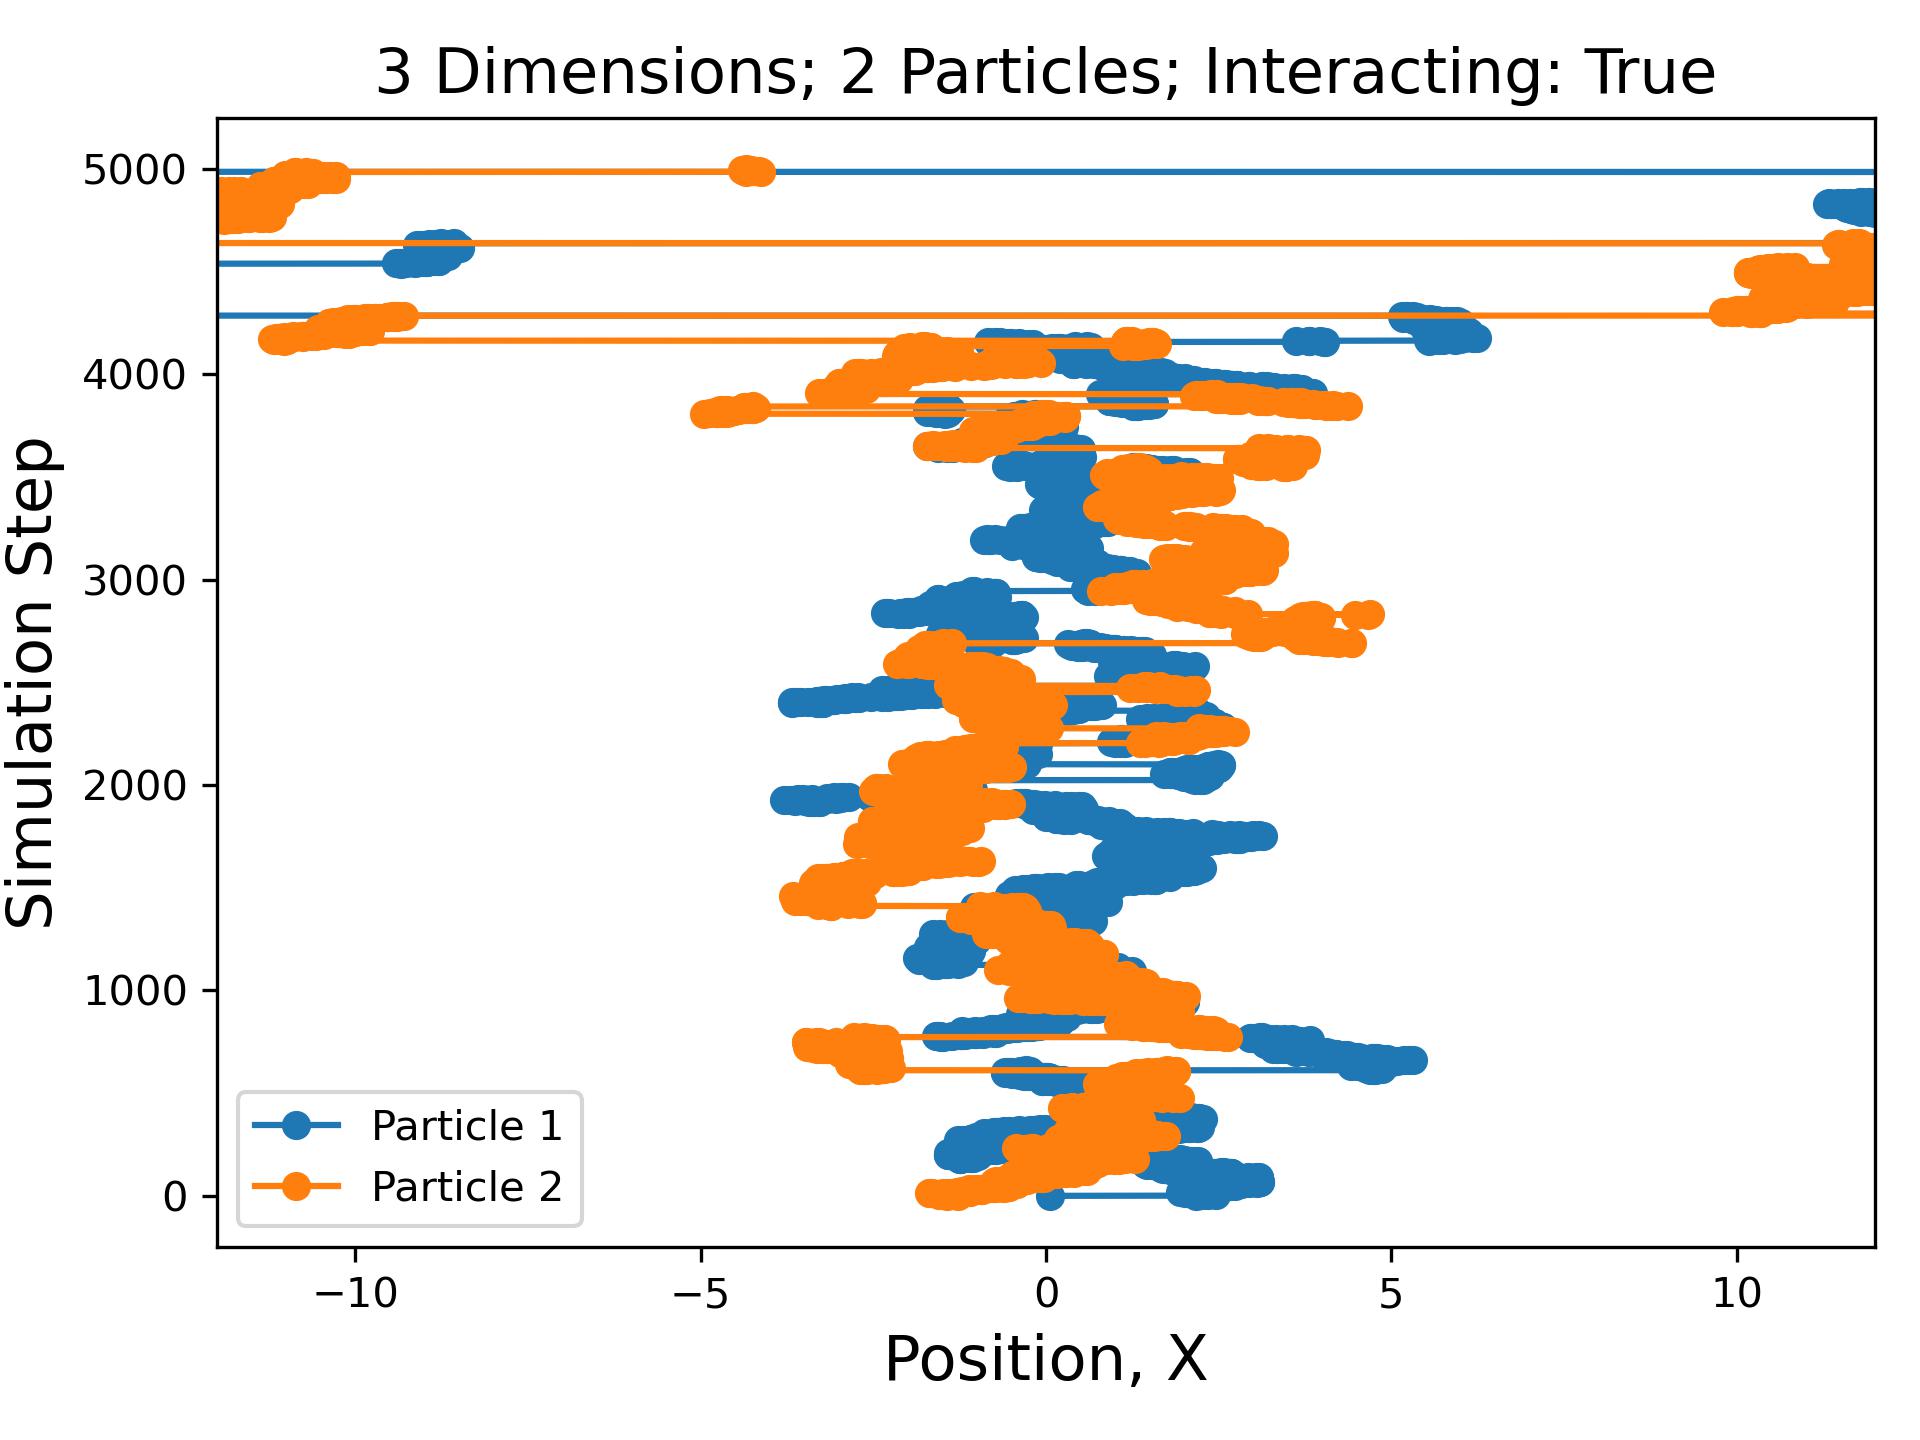 3 Dimensions; 2 Particles; Interacting: True
Simulation Step
5000
4000
3000
2000
1000
0
Particle 1
Particle 2
−10
−5
0
5
10
Position, X